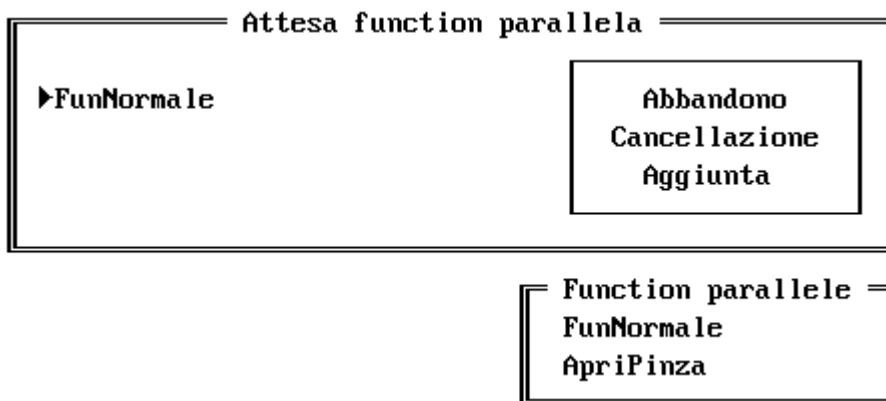 Attesa function parallela
FunNormale
Abbandono
Cancellazione
Aggiunta
Function parallele
FunNormale
ApriPinza